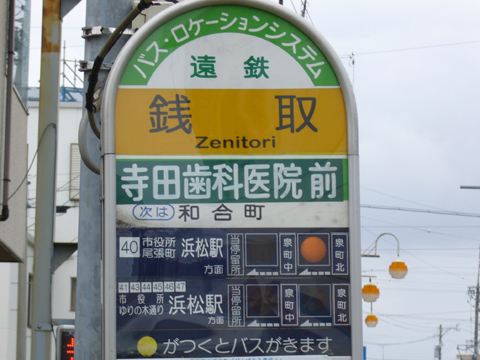 バス・ロケーションシステム
遠鉄
銭取
Zenitori
寺田歯科医院前
次は 和合町
40 市役所 尾張町 浜松駅 方面 当停留所 泉町中 泉町北
41 43 44 45 46 47
市役所 ゆりの木通り 浜松駅 方面 当停留所 泉町中 泉町北
がつくとバスがきます